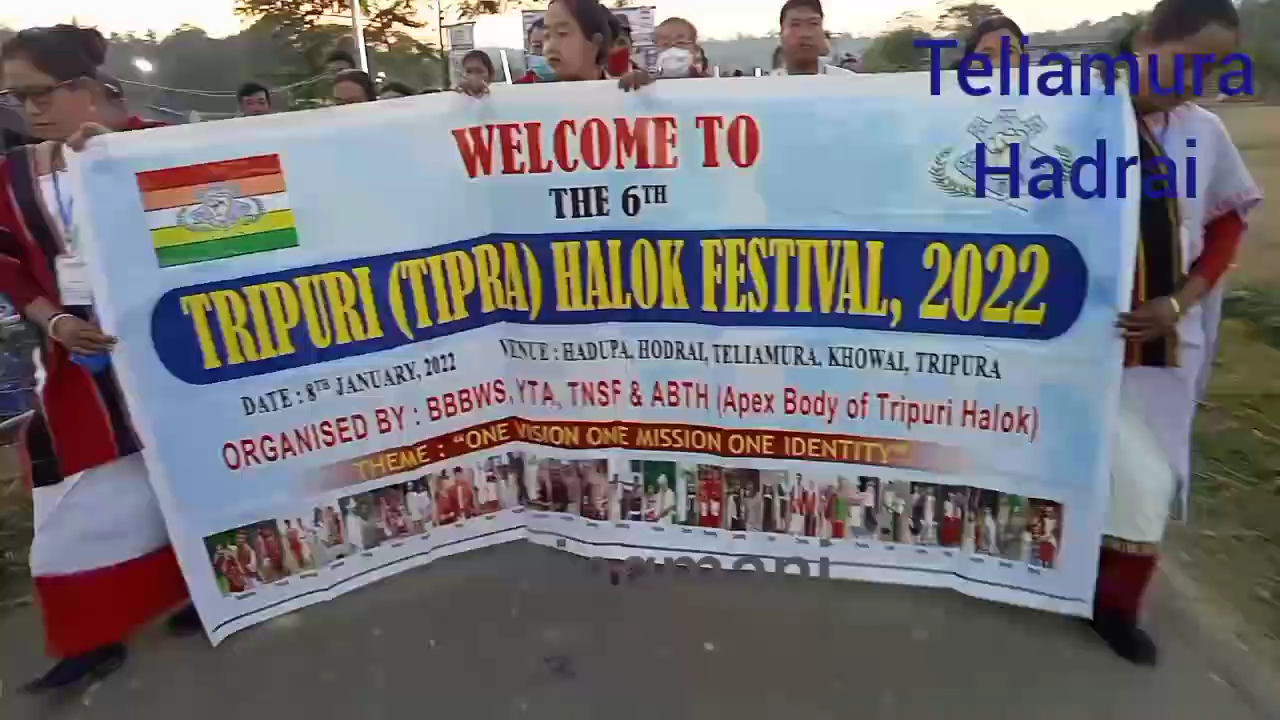 Teliamura
Hadrai
WELCOME TO
THE 6TH
TRIPURI (TIPRA) HALOK FESTIVAL, 2022
DATE : 8TH JANUARY, 2022
VENUE : HADUPA, HODRAI, TELIAMURA, KHOWAI, TRIPURA
ORGANISED BY : BBBWS, YTA, TNSF & ABTH (Apex Body of Tripuri Halok)
THEME : "ONE VISION ONE MISSION ONE IDENTITY"